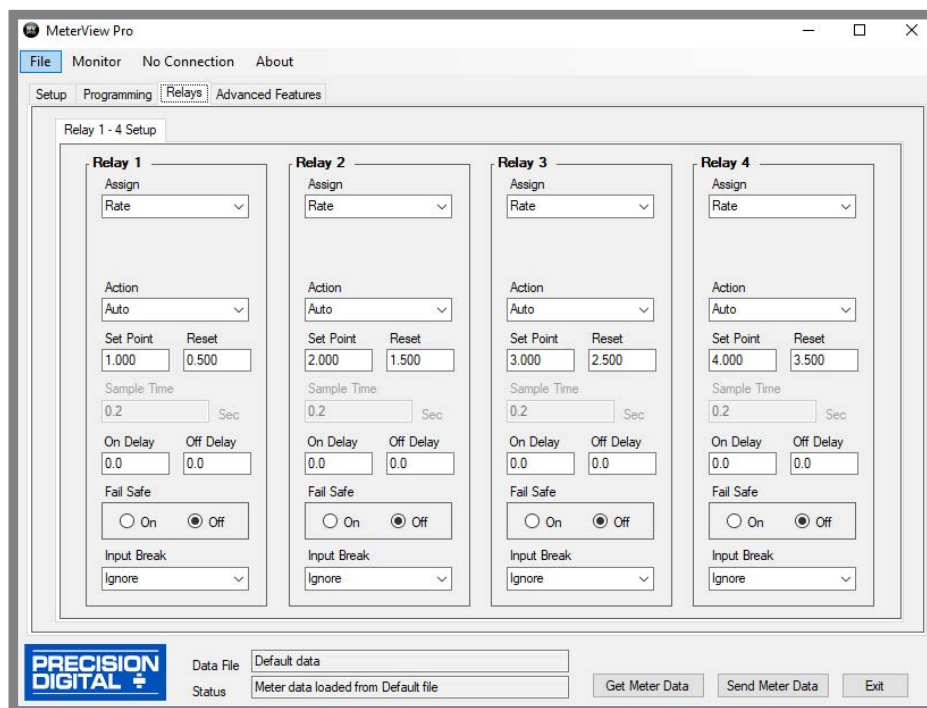 MeterView Pro
File Monitor No Connection About
Setup Programming Relays Advanced Features
Relay 1 - 4 Setup
Relay 1 Relay 2 Relay 3 Relay 4
Assign Assign Assign Assign
Rate Rate Rate Rate
Action Action Action Action
Auto Auto Auto Auto
Set Point Reset Set Point Reset Set Point Reset Set Point Reset
1.000 0.500 2.000 1.500 3.000 2.500 4.000 3.500
Sample Time Sample Time Sample Time Sample Time
0.2 Sec 0.2 Sec 0.2 Sec 0.2 Sec
On Delay Off Delay On Delay Off Delay On Delay Off Delay On Delay Off Delay
0.0 0.0 0.0 0.0 0.0 0.0 0.0 0.0
Fail Safe Fail Safe Fail Safe Fail Safe
On Off On Off On Off On Off
Input Break Input Break Input Break Input Break
Ignore Ignore Ignore Ignore
PRECISION
DIGITAL
Data File Default data
Status Meter data loaded from Default file
Get Meter Data Send Meter Data Exit